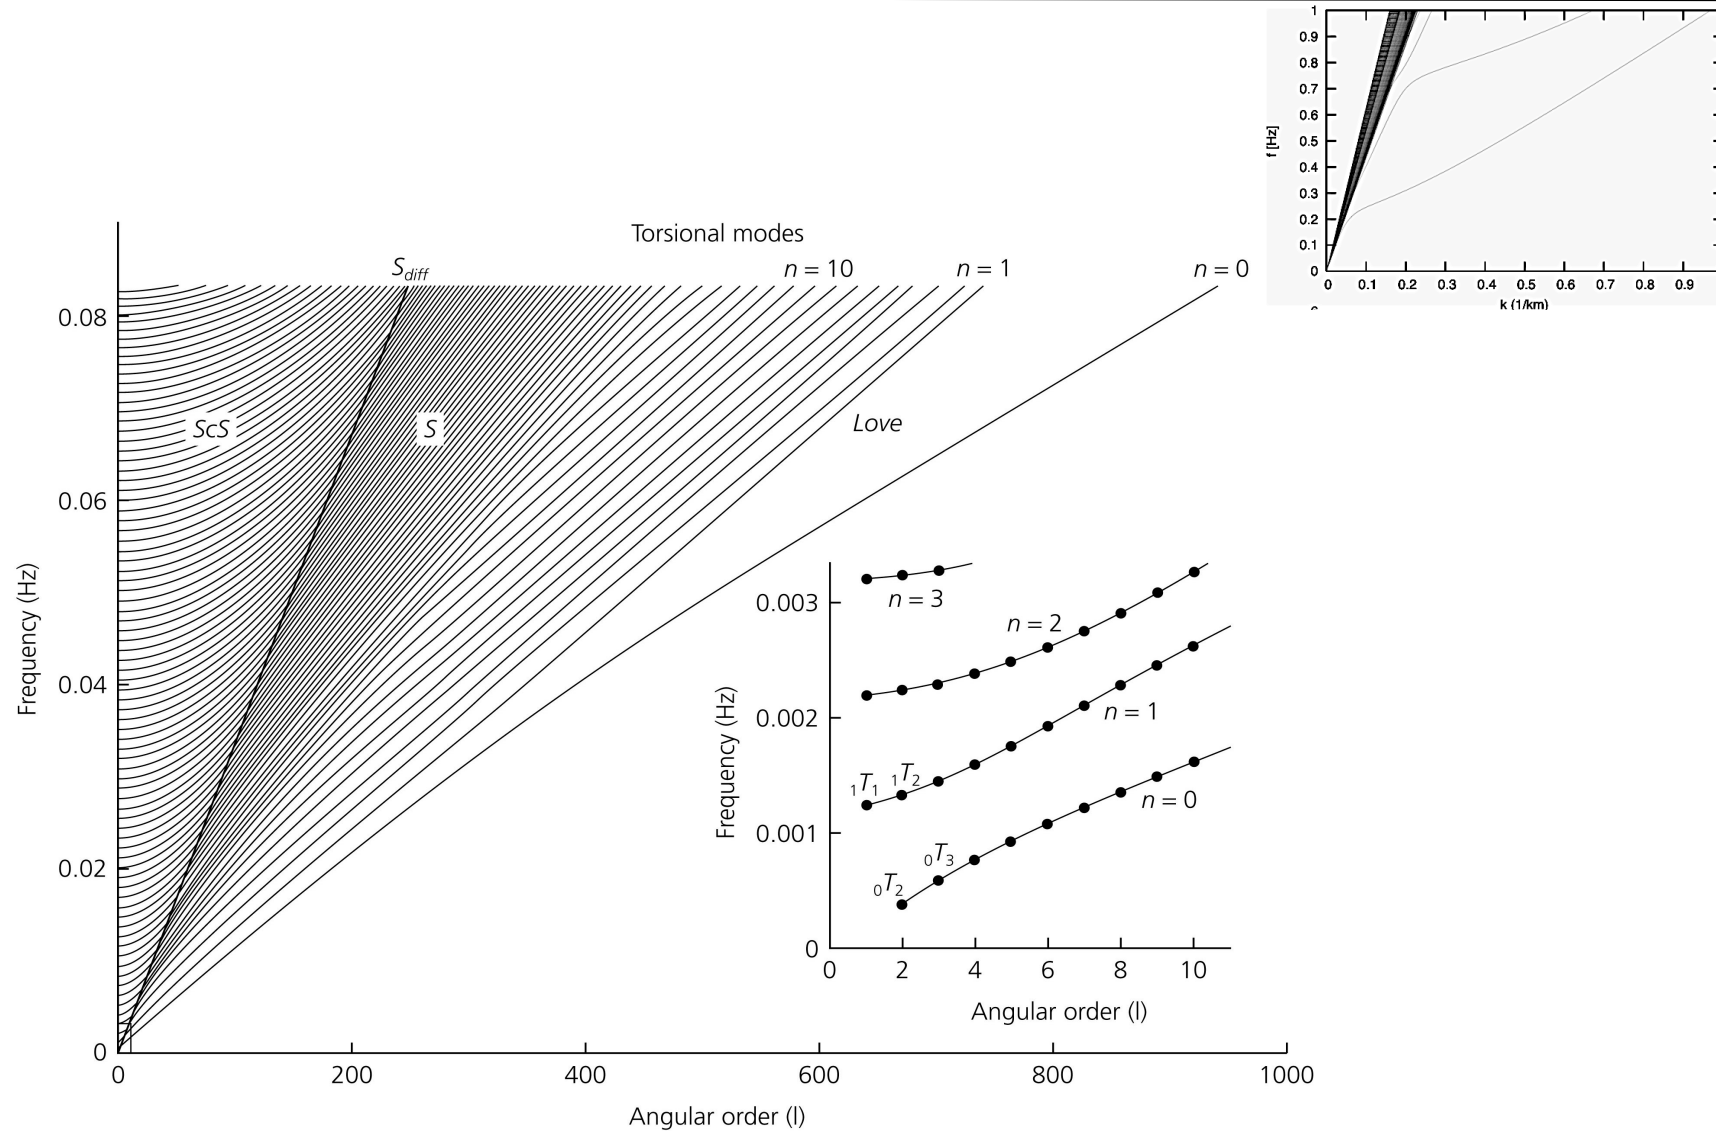 1
0.9
0.8
0.7
0.6
0.5
0.4
0.3
0.2
0.1
0
f [Hz]
0 0.1 0.2 0.3 0.4 0.5 0.6 0.7 0.8 0.9
k (1/km)
Torsional modes
S_diff n = 10 n = 1 n = 0
0.08
0.06
0.04
0.02
0
Frequency (Hz)
ScS S Love
0 200 400 600 800 1000
Angular order (l)
0.003
0.002
0.001
0
Frequency (Hz)
n = 3
n = 2
n = 1
₁T₁ ₁T₂
n = 0
₀T₃
₀T₂
0 2 4 6 8 10
Angular order (l)